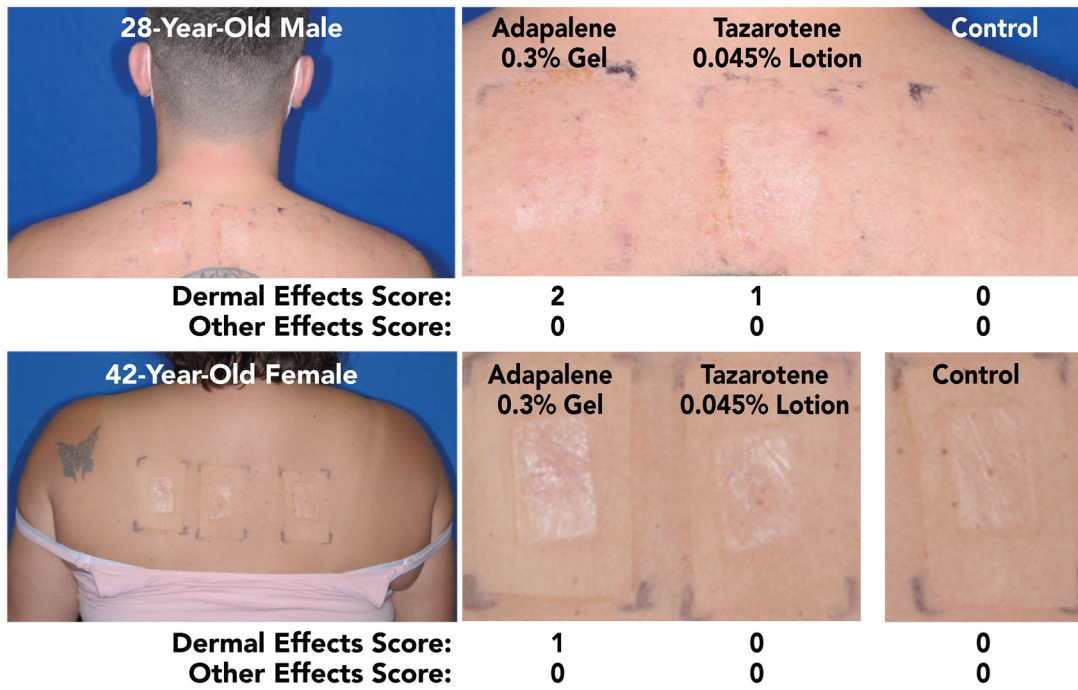 28-Year-Old Male
Adapalene
0.3% Gel
Tazarotene
0.045% Lotion
Control
Dermal Effects Score: 2 1 0
Other Effects Score: 0 0 0
42-Year-Old Female
Adapalene
0.3% Gel
Tazarotene
0.045% Lotion
Control
Dermal Effects Score: 1 0 0
Other Effects Score: 0 0 0